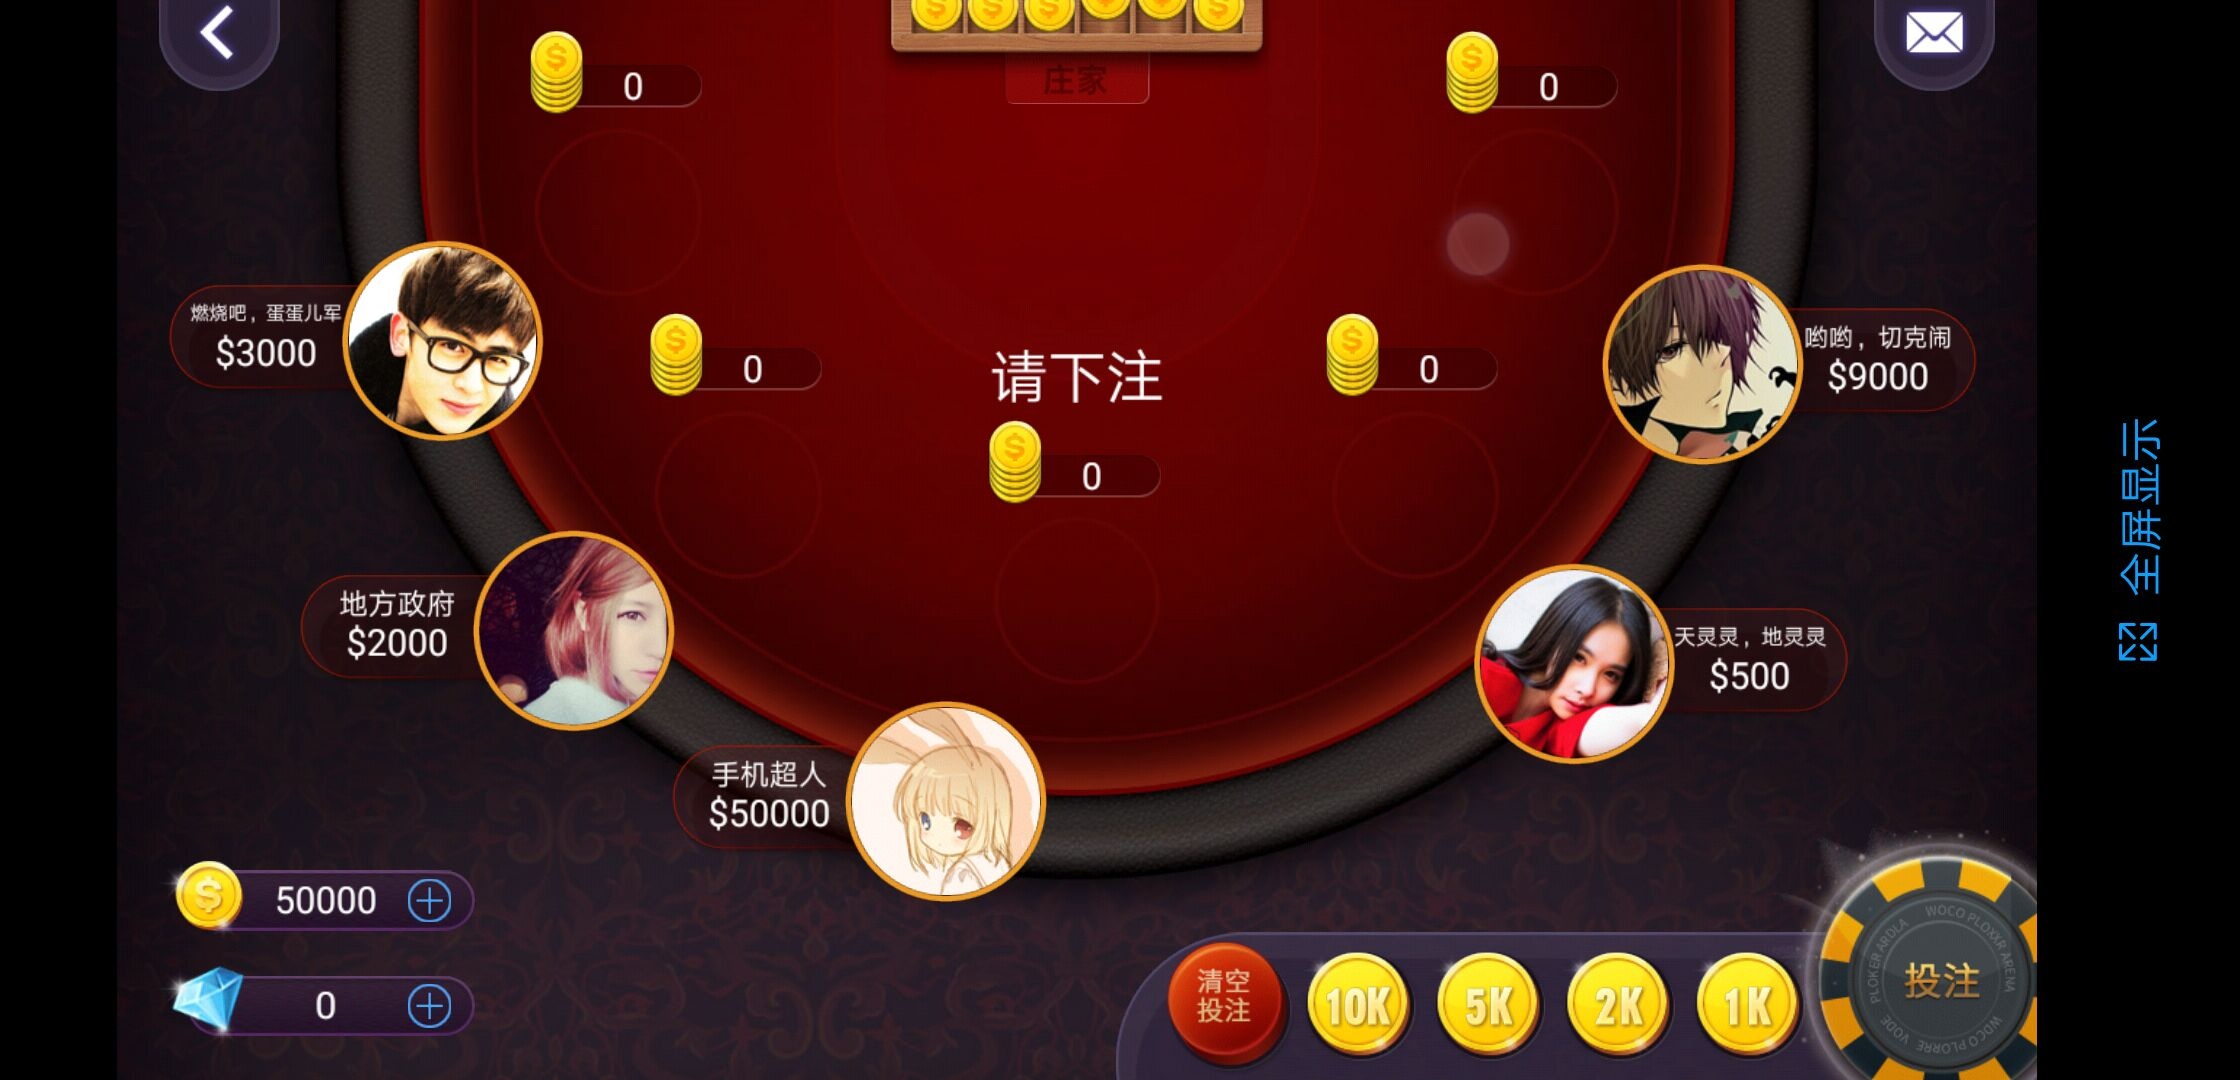 庄家
0
0
燃烧吧，蛋蛋儿军
$3000
哟哟，切克闹
$9000
0
请下注
0
0
地方政府
$2000
天灵灵，地灵灵
$500
手机超人
$50000
50000
0
清空
投注
10K
5K
2K
1K
投注
全屏显示